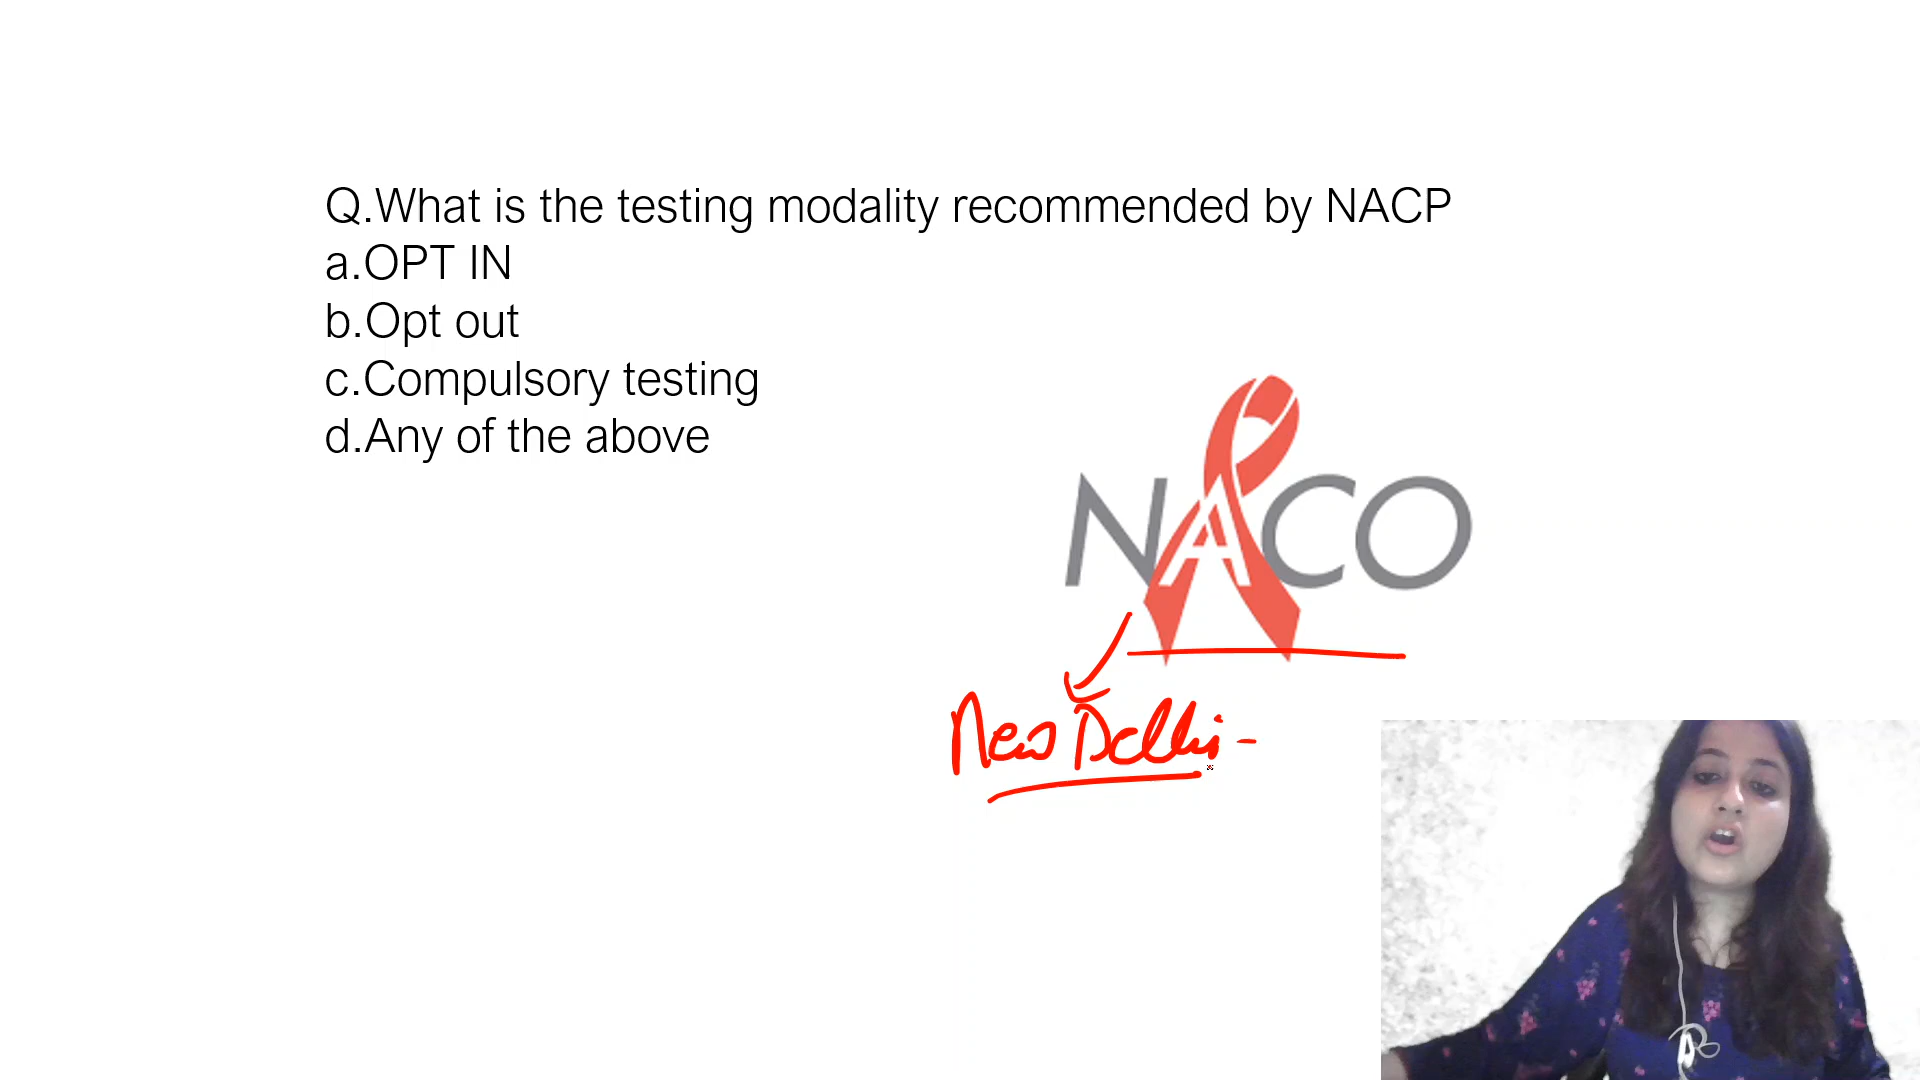 Q.What is the testing modality recommended by NACP
a.OPT IN
b.Opt out
c.Compulsory testing
d.Any of the above
NACO
New Delhi -